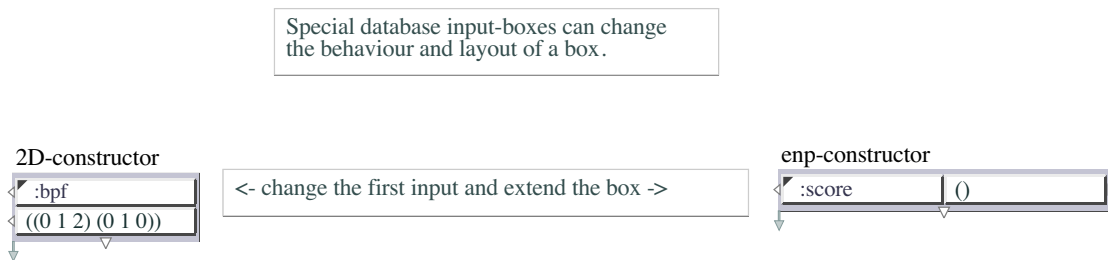 Special database input-boxes can change
the behaviour and layout of a box.
2D-constructor
:bpf
((0 1 2) (0 1 0))
<- change the first input and extend the box ->
enp-constructor
:score
()